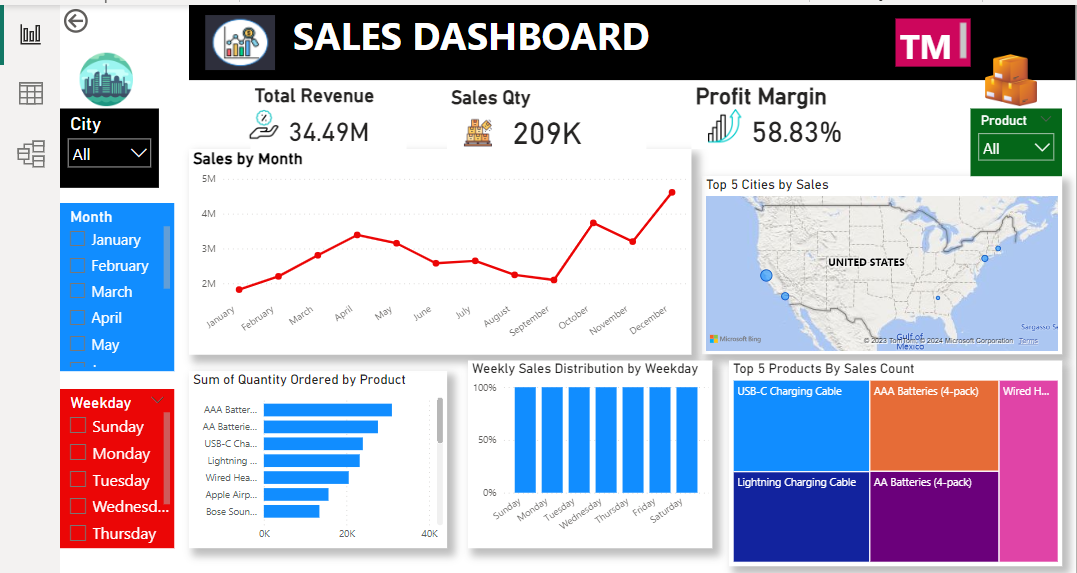 SALES DASHBOARD
TM
Total Revenue
34.49M
Sales Qty
209K
Profit Margin
58.83%
City
All
Product
All
Month
January
February
March
April
May
Weekday
Sunday
Monday
Tuesday
Wednesd...
Thursday
Sales by Month
5M
4M
3M
2M
January
February
March
April
May
June
July
August
September
October
November
December
Top 5 Cities by Sales
UNITED STATES
Gulf of
Mexico
Sargasso Se
Microsoft Bing
© 2023 TomTom, © 2024 Microsoft Corporation Terms
Sum of Quantity Ordered by Product
AAA Batter...
AA Batterie...
USB-C Cha...
Lightning ...
Wired Hea...
Apple Airp...
Bose Soun...
0K
20K
40K
Weekly Sales Distribution by Weekday
100%
50%
0%
Sunday
Monday
Tuesday
Wednesday
Thursday
Friday
Saturday
Top 5 Products By Sales Count
USB-C Charging Cable
AAA Batteries (4-pack)
Wired H...
Lightning Charging Cable
AA Batteries (4-pack)